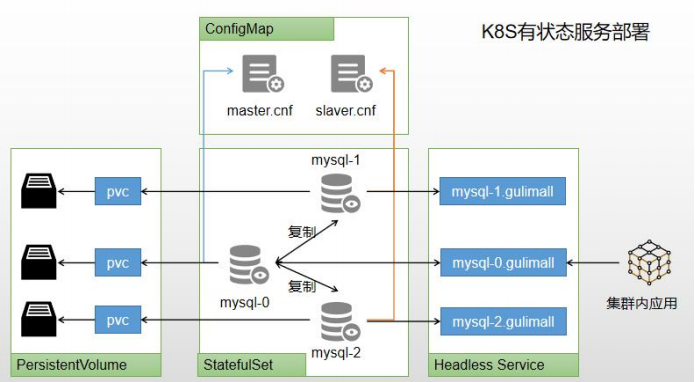 ConfigMap
K8S有状态服务部署
master.cnf
slaver.cnf
mysql-1
pvc
mysql-1.gulimall
复制
pvc
mysql-0.gulimall
复制
mysql-0
集群内应用
pvc
mysql-2.gulimall
mysql-2
PersistentVolume
StatefulSet
Headless Service